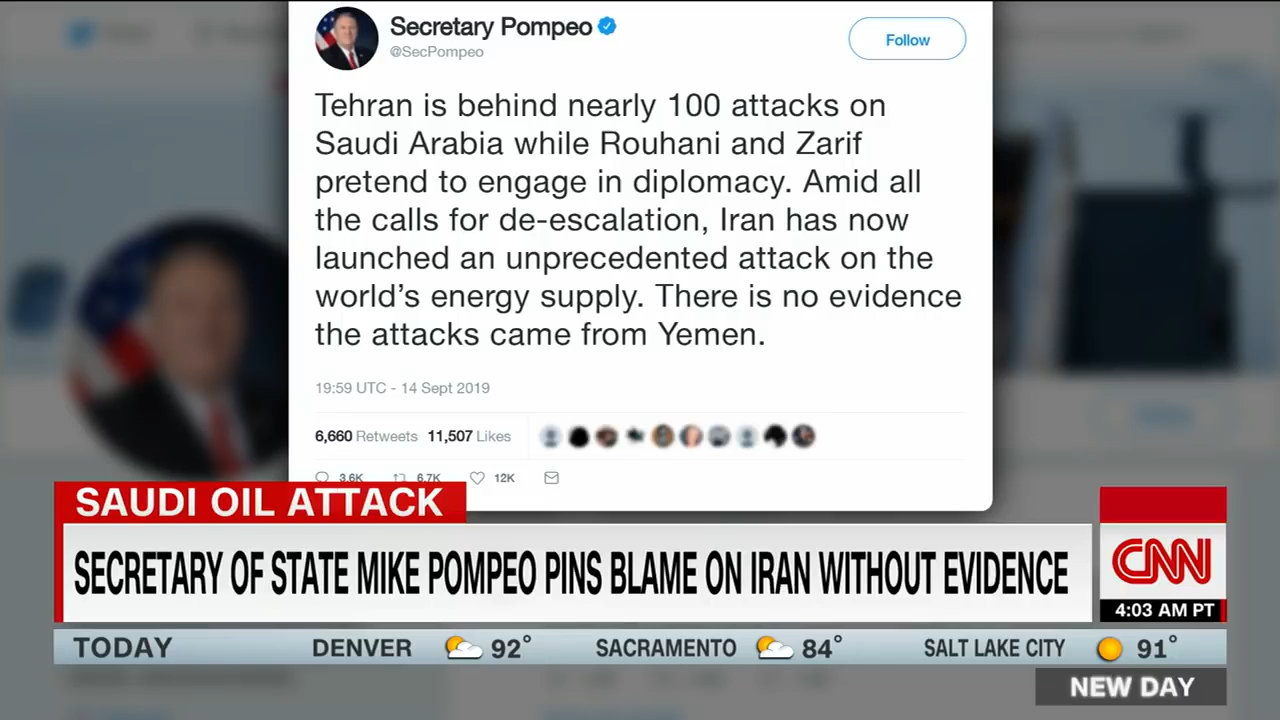 Secretary Pompeo
@SecPompeo
Follow
Tehran is behind nearly 100 attacks on
Saudi Arabia while Rouhani and Zarif
pretend to engage in diplomacy. Amid all
the calls for de-escalation, Iran has now
launched an unprecedented attack on the
world’s energy supply. There is no evidence
the attacks came from Yemen.
19:59 UTC - 14 Sept 2019
6,660 Retweets 11,507 Likes
3.6K 6.7K 12K
SAUDI OIL ATTACK
SECRETARY OF STATE MIKE POMPEO PINS BLAME ON IRAN WITHOUT EVIDENCE
CNN
4:03 AM PT
TODAY DENVER 92° SACRAMENTO 84° SALT LAKE CITY 91°
NEW DAY